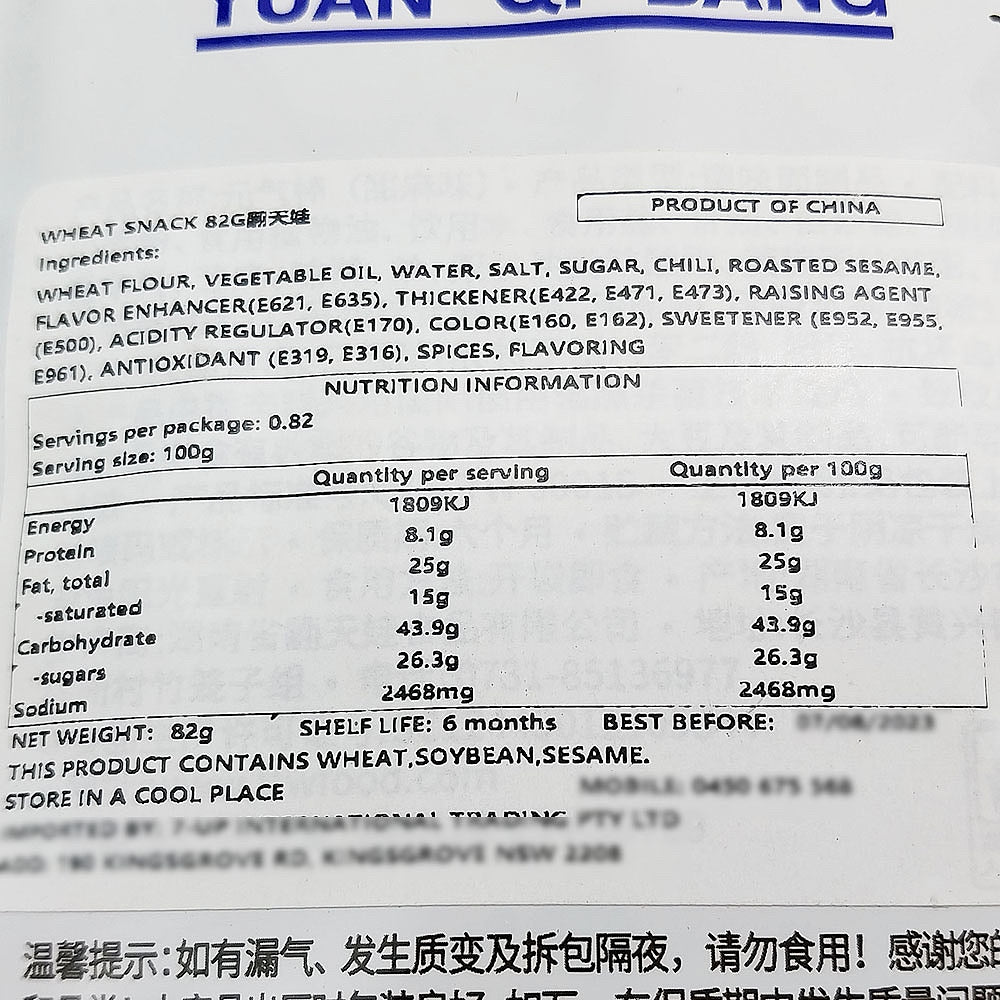 YUAN QI BANG
WHEAT SNACK 82G翻天娃
PRODUCT OF CHINA
Ingredients:
WHEAT FLOUR, VEGETABLE OIL, WATER, SALT, SUGAR, CHILI, ROASTED SESAME,
FLAVOR ENHANCER(E621, E635), THICKENER(E422, E471, E473), RAISING AGENT
(E500), ACIDITY REGULATOR(E170), COLOR(E160, E162), SWEETENER (E952, E955,
E961), ANTIOXIDANT (E319, E316), SPICES, FLAVORING
NUTRITION INFORMATION
Servings per package: 0.82
Serving size: 100g
Quantity per serving Quantity per 100g
Energy 1809KJ 1809KJ
Protein 8.1g 8.1g
Fat, total 25g 25g
-saturated 15g 15g
Carbohydrate 43.9g 43.9g
-sugars 26.3g 26.3g
Sodium 2468mg 2468mg
NET WEIGHT: 82g SHELF LIFE: 6 months BEST BEFORE:
THIS PRODUCT CONTAINS WHEAT,SOYBEAN,SESAME.
STORE IN A COOL PLACE
温馨提示:如有漏气、发生质变及拆包隔夜，请勿食用！感谢您的